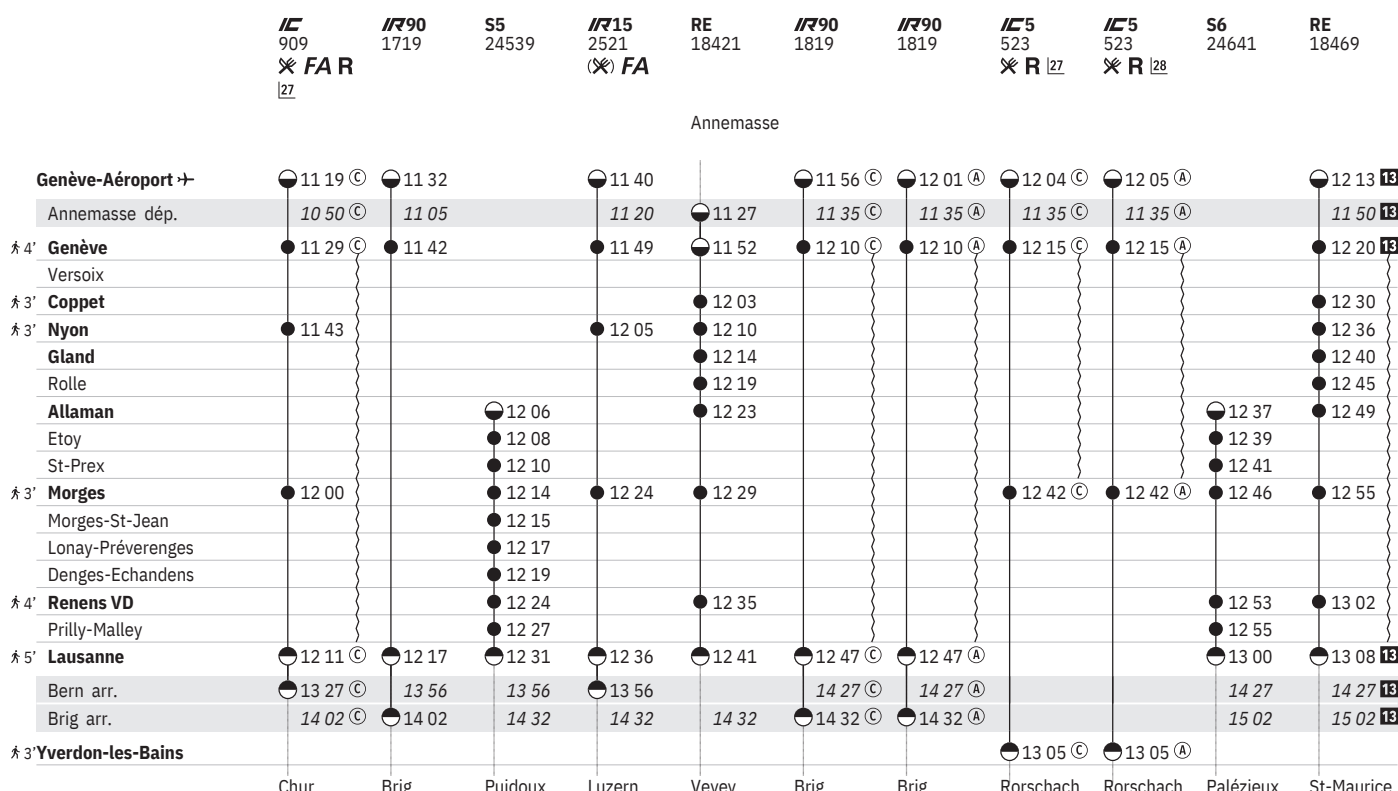 IC IR90 S5 IR15 RE IR90 IR90 IC5 IC5 S6 RE
909 1719 24539 2521 18421 1819 1819 523 523 24641 18469
FA R FA R 27 R 28
27
Annemasse
Genève-Aéroport 11 19 C 11 32 11 40 11 56 C 12 01 A 12 04 C 12 05 A 12 13 13
Annemasse dép. 10 50 C 11 05 11 20 11 27 11 35 C 11 35 A 11 35 C 11 35 A 11 50 13
4' Genève 11 29 C 11 42 11 49 11 52 12 10 C 12 10 A 12 15 C 12 15 A 12 20 13
Versoix
3' Coppet 12 03 12 30
3' Nyon 11 43 12 05 12 10 12 36
Gland 12 14 12 40
Rolle 12 19 12 45
Allaman 12 06 12 23 12 37 12 49
Etoy 12 08 12 39
St-Prex 12 10 12 41
3' Morges 12 00 12 14 12 24 12 29 12 42 C 12 42 A 12 46 12 55
Morges-St-Jean 12 15
Lonay-Préverenges 12 17
Denges-Echandens 12 19
4' Renens VD 12 24 12 35 12 53 13 02
Prilly-Malley 12 27 12 55
5' Lausanne 12 11 C 12 17 12 31 12 36 12 41 12 47 C 12 47 A 13 00 13 08 13
Bern arr. 13 27 C 13 56 13 56 13 56 14 27 C 14 27 A 14 27 14 27 13
Brig arr. 14 02 C 14 02 14 32 14 32 14 32 14 32 C 14 32 A 15 02 15 02 13
3' Yverdon-les-Bains 13 05 C 13 05 A
Chur Brig Puidoux Luzern Vevey Brig Brig Rorschach Rorschach Palézieux St-Maurice